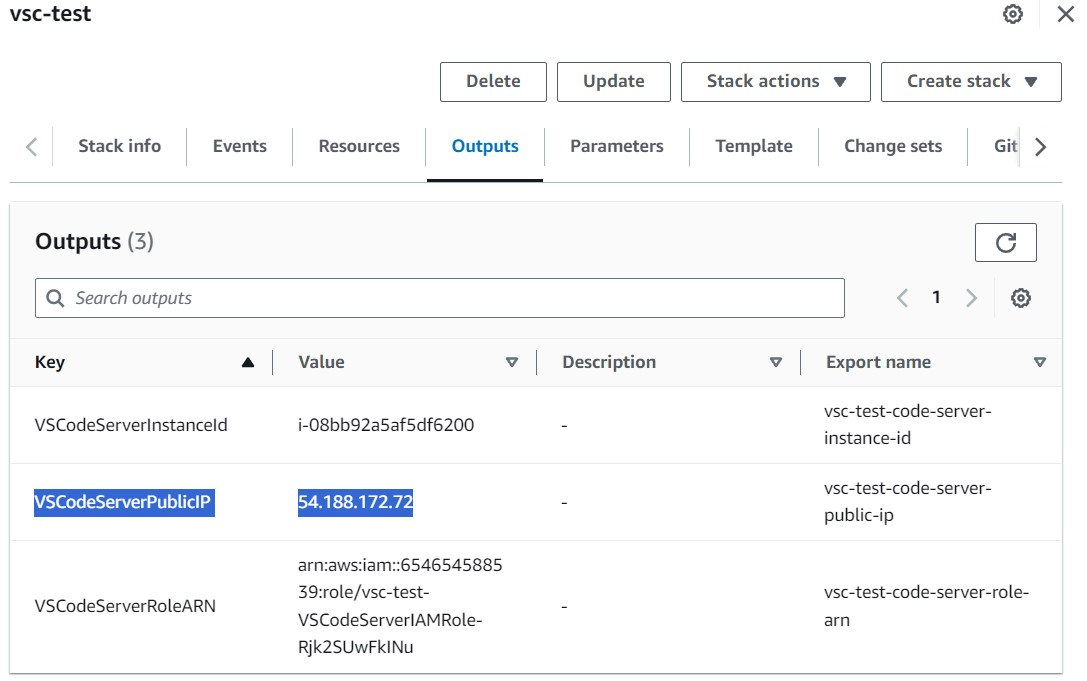 vsc-test
Delete Update Stack actions Create stack
Stack info Events Resources Outputs Parameters Template Change sets Git
Outputs (3)
Search outputs 1
Key Value Description Export name
VSCodeServerInstanceId i-08bb92a5af5df6200 - vsc-test-code-server-
instance-id
VSCodeServerPublicIP 54.188.172.72 - vsc-test-code-server-
public-ip
arn:aws:iam::6546545885
39:role/vsc-test-
VSCodeServerRoleARN - vsc-test-code-server-role-
VSCodeServerIAMRole- arn
Rjk2SUwFkINu